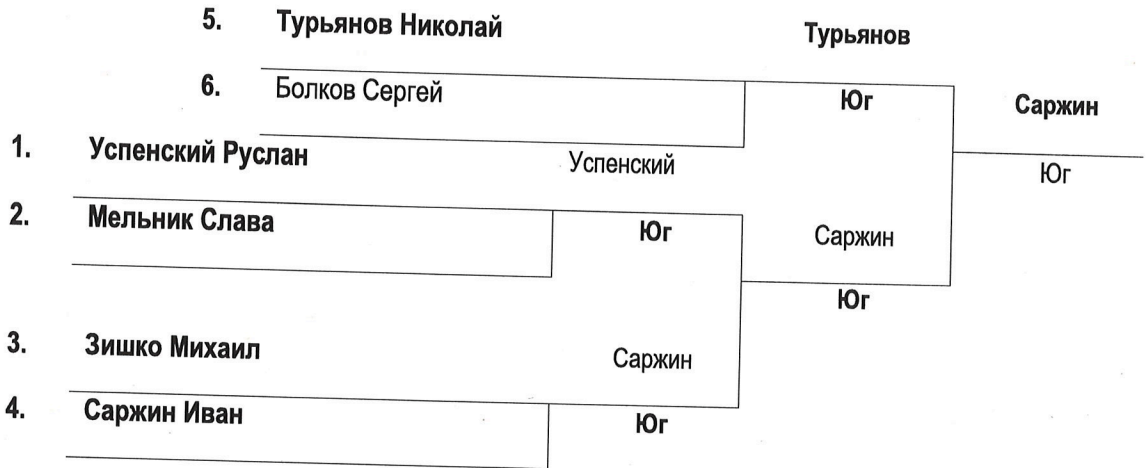 5. Турьянов Николай Турьянов
6. Болков Сергей Юг Саржин
1. Успенский Руслан Успенский Юг
2. Мельник Слава Юг Саржин
Юг
3. Зишко Михаил Саржин
4. Саржин Иван Юг